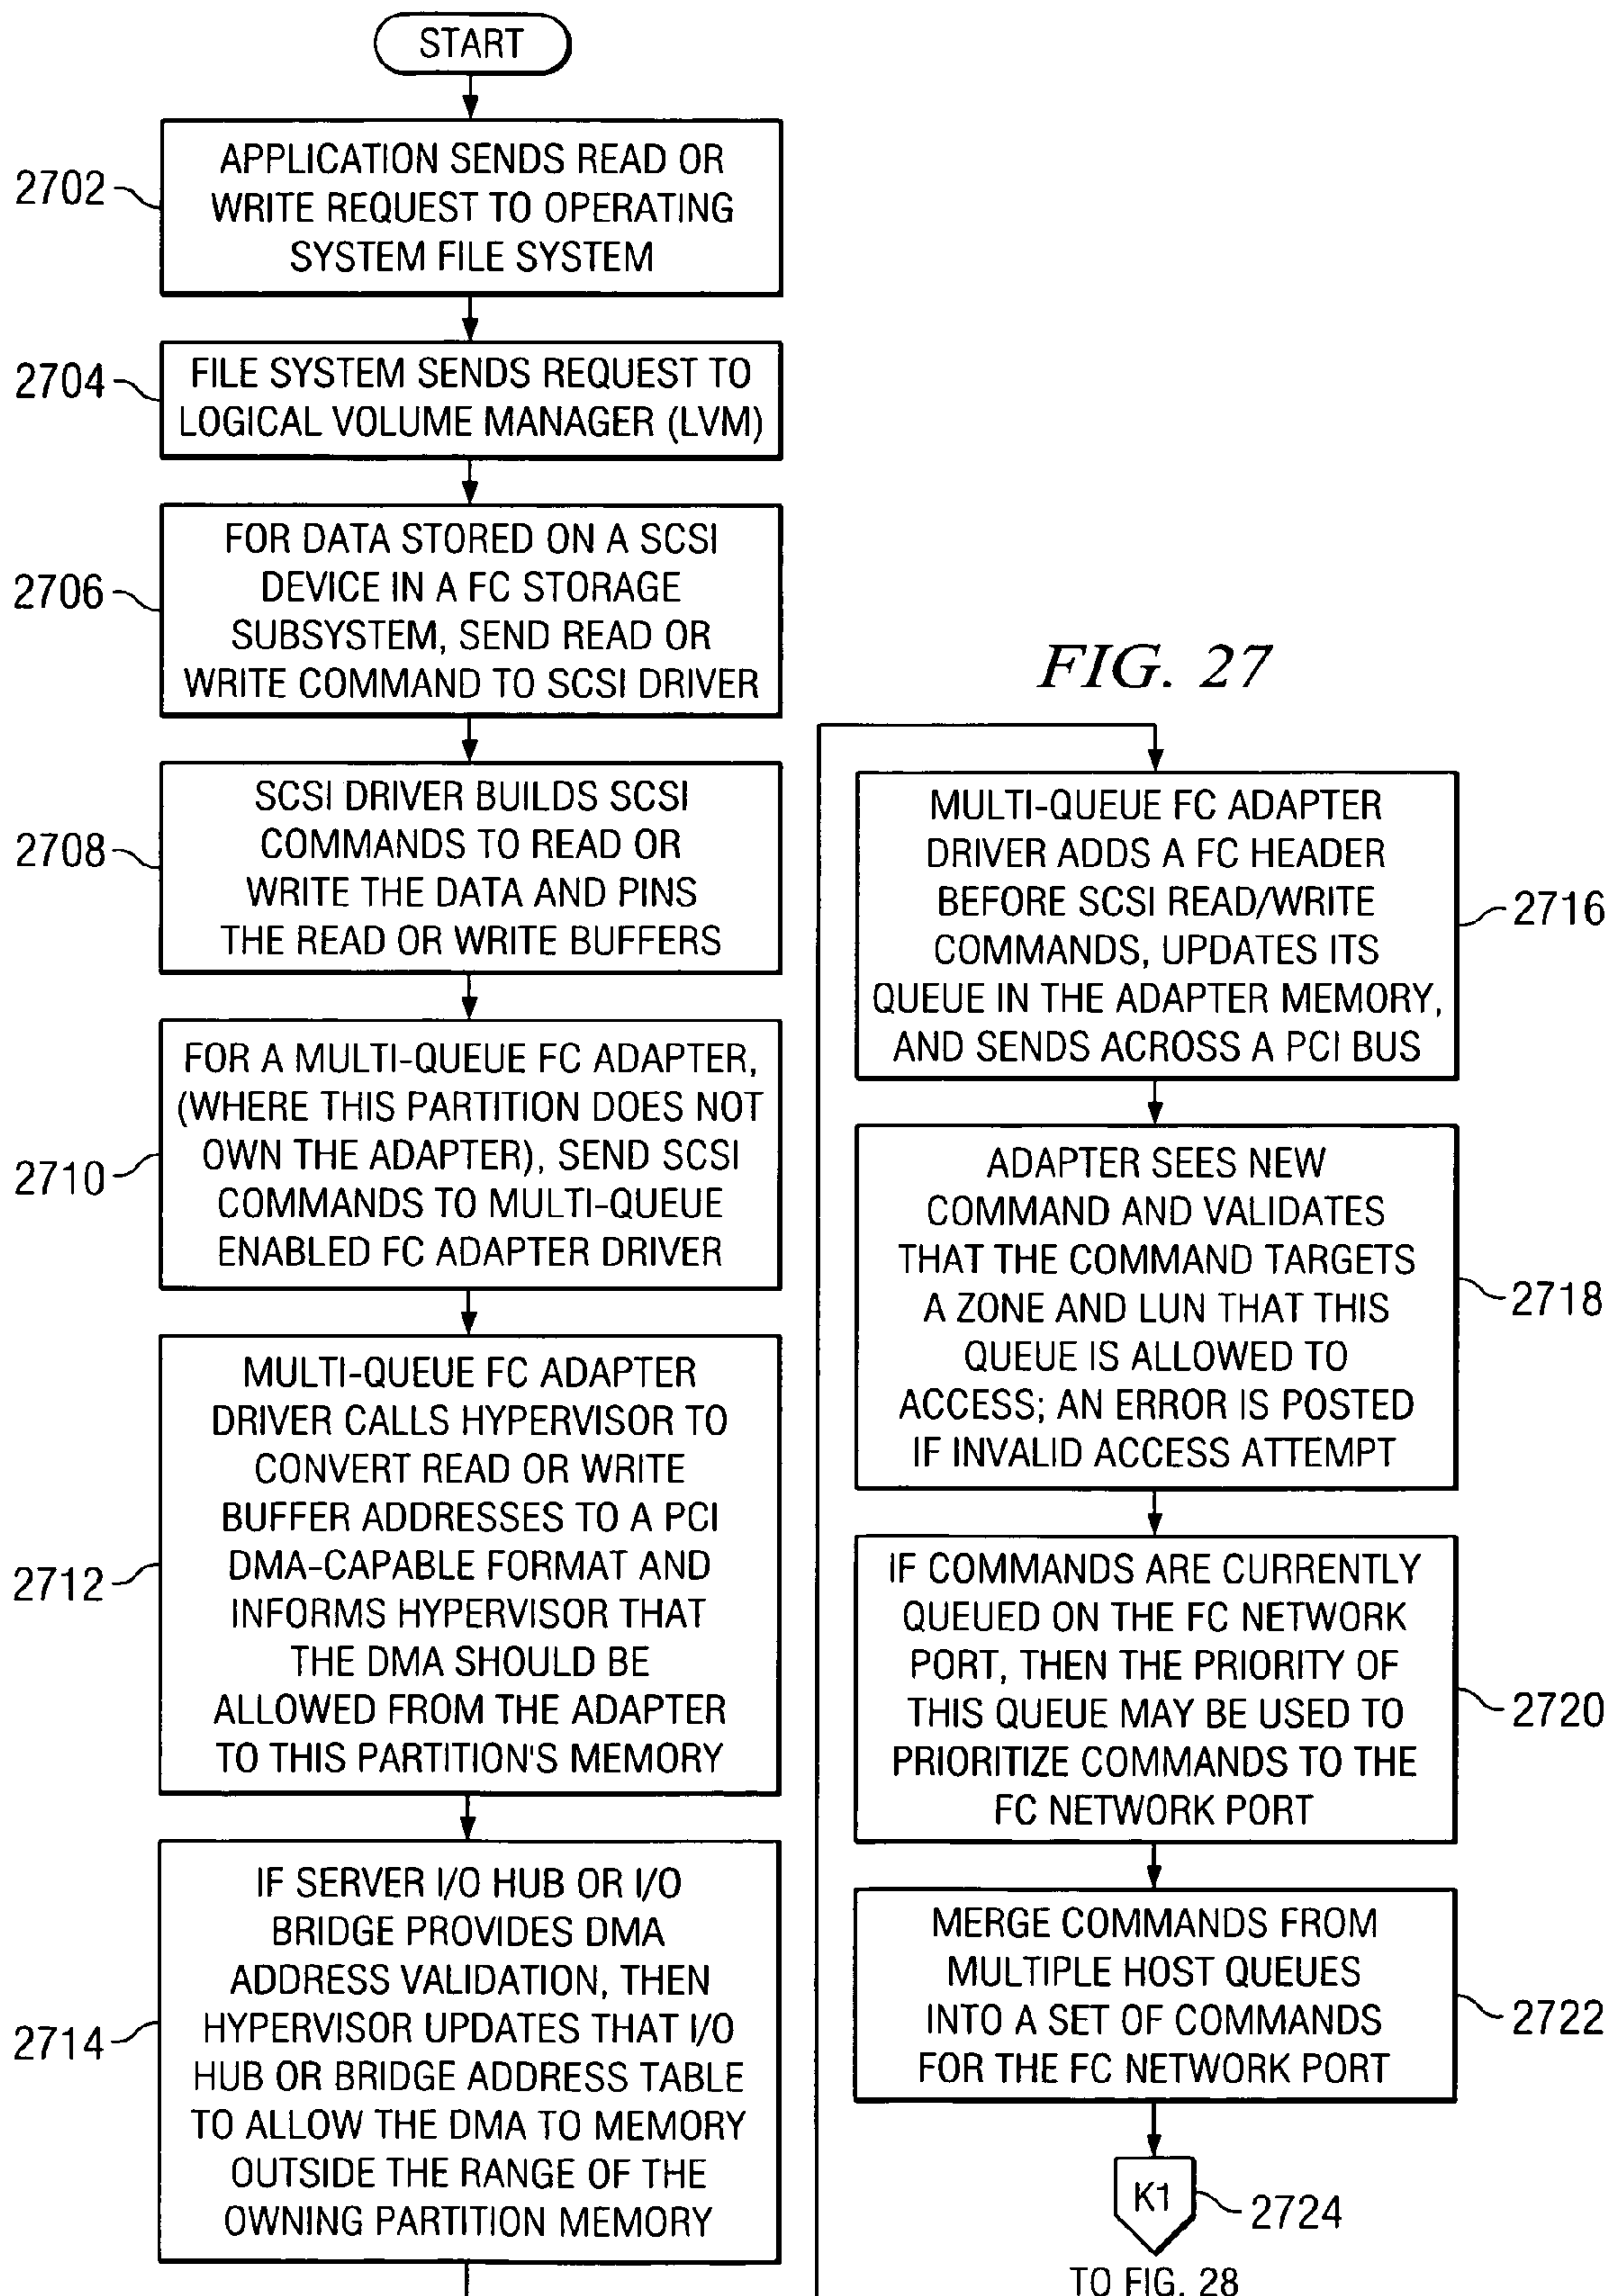 START
2702
APPLICATION SENDS READ OR
WRITE REQUEST TO OPERATING
SYSTEM FILE SYSTEM
2704
FILE SYSTEM SENDS REQUEST TO
LOGICAL VOLUME MANAGER (LVM)
2706
FOR DATA STORED ON A SCSI
DEVICE IN A FC STORAGE
SUBSYSTEM, SEND READ OR
WRITE COMMAND TO SCSI DRIVER
2708
SCSI DRIVER BUILDS SCSI
COMMANDS TO READ OR
WRITE THE DATA AND PINS
THE READ OR WRITE BUFFERS
2710
FOR A MULTI-QUEUE FC ADAPTER,
(WHERE THIS PARTITION DOES NOT
OWN THE ADAPTER), SEND SCSI
COMMANDS TO MULTI-QUEUE
ENABLED FC ADAPTER DRIVER
2712
MULTI-QUEUE FC ADAPTER
DRIVER CALLS HYPERVISOR TO
CONVERT READ OR WRITE
BUFFER ADDRESSES TO A PCI
DMA-CAPABLE FORMAT AND
INFORMS HYPERVISOR THAT
THE DMA SHOULD BE
ALLOWED FROM THE ADAPTER
TO THIS PARTITION'S MEMORY
2714
IF SERVER I/O HUB OR I/O
BRIDGE PROVIDES DMA
ADDRESS VALIDATION, THEN
HYPERVISOR UPDATES THAT I/O
HUB OR BRIDGE ADDRESS TABLE
TO ALLOW THE DMA TO MEMORY
OUTSIDE THE RANGE OF THE
OWNING PARTITION MEMORY
FIG. 27
MULTI-QUEUE FC ADAPTER
DRIVER ADDS A FC HEADER
BEFORE SCSI READ/WRITE
COMMANDS, UPDATES ITS
QUEUE IN THE ADAPTER MEMORY,
AND SENDS ACROSS A PCI BUS
2716
ADAPTER SEES NEW
COMMAND AND VALIDATES
THAT THE COMMAND TARGETS
A ZONE AND LUN THAT THIS
QUEUE IS ALLOWED TO
ACCESS; AN ERROR IS POSTED
IF INVALID ACCESS ATTEMPT
2718
IF COMMANDS ARE CURRENTLY
QUEUED ON THE FC NETWORK
PORT, THEN THE PRIORITY OF
THIS QUEUE MAY BE USED TO
PRIORITIZE COMMANDS TO THE
FC NETWORK PORT
2720
MERGE COMMANDS FROM
MULTIPLE HOST QUEUES
INTO A SET OF COMMANDS
FOR THE FC NETWORK PORT
2722
K1
2724
TO FIG. 28